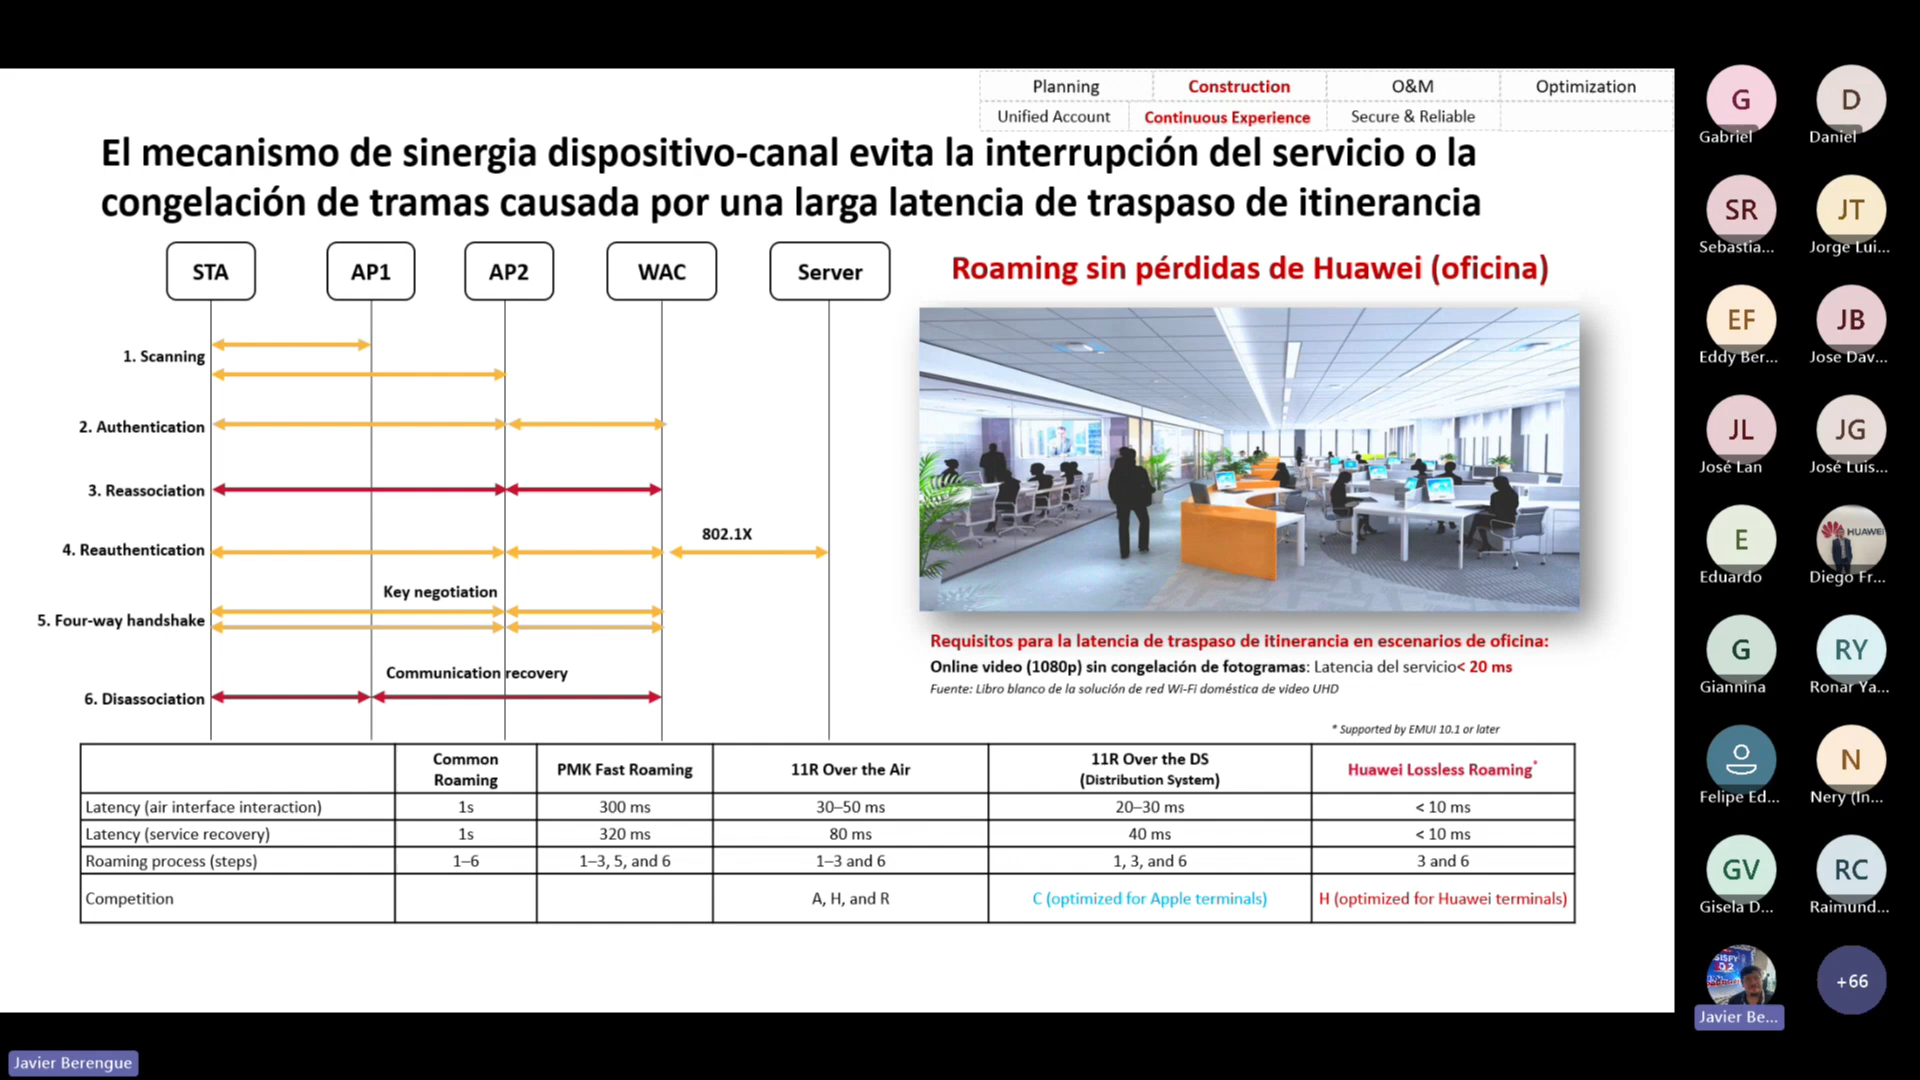 Planning Construction O&M Optimization
Unified Account Continuous Experience Secure & Reliable
El mecanismo de sinergia dispositivo-canal evita la interrupción del servicio o la
congelación de tramas causada por una larga latencia de traspaso de itinerancia
STA AP1 AP2 WAC Server
1. Scanning
2. Authentication
3. Reassociation
802.1X
4. Reauthentication
Key negotiation
5. Four-way handshake
Communication recovery
6. Disassociation
Roaming sin pérdidas de Huawei (oficina)
Requisitos para la latencia de traspaso de itinerancia en escenarios de oficina:
Online video (1080p) sin congelación de fotogramas: Latencia del servicio< 20 ms
Fuente: Libro blanco de la solución de red Wi-Fi doméstica de video UHD
* Supported by EMUI 10.1 or later
Common Roaming PMK Fast Roaming 11R Over the Air 11R Over the DS (Distribution System) Huawei Lossless Roaming*
Latency (air interface interaction) 1s 300 ms 30–50 ms 20–30 ms < 10 ms
Latency (service recovery) 1s 320 ms 80 ms 40 ms < 10 ms
Roaming process (steps) 1–6 1–3, 5, and 6 1–3 and 6 1, 3, and 6 3 and 6
Competition A, H, and R C (optimized for Apple terminals) H (optimized for Huawei terminals)
G D
Gabriel Daniel
SR JT
Sebastia... Jorge Lui...
EF JB
Eddy Ber... Jose Dav...
JL JG
José Lan José Luis...
E HUAWEI
Eduardo Diego Fr...
G RY
Giannina Ronar Ya...
N
Felipe Ed... Nery (In...
GV RC
Gisela D... Raimund...
+66
Javier Be...
Javier Berengue